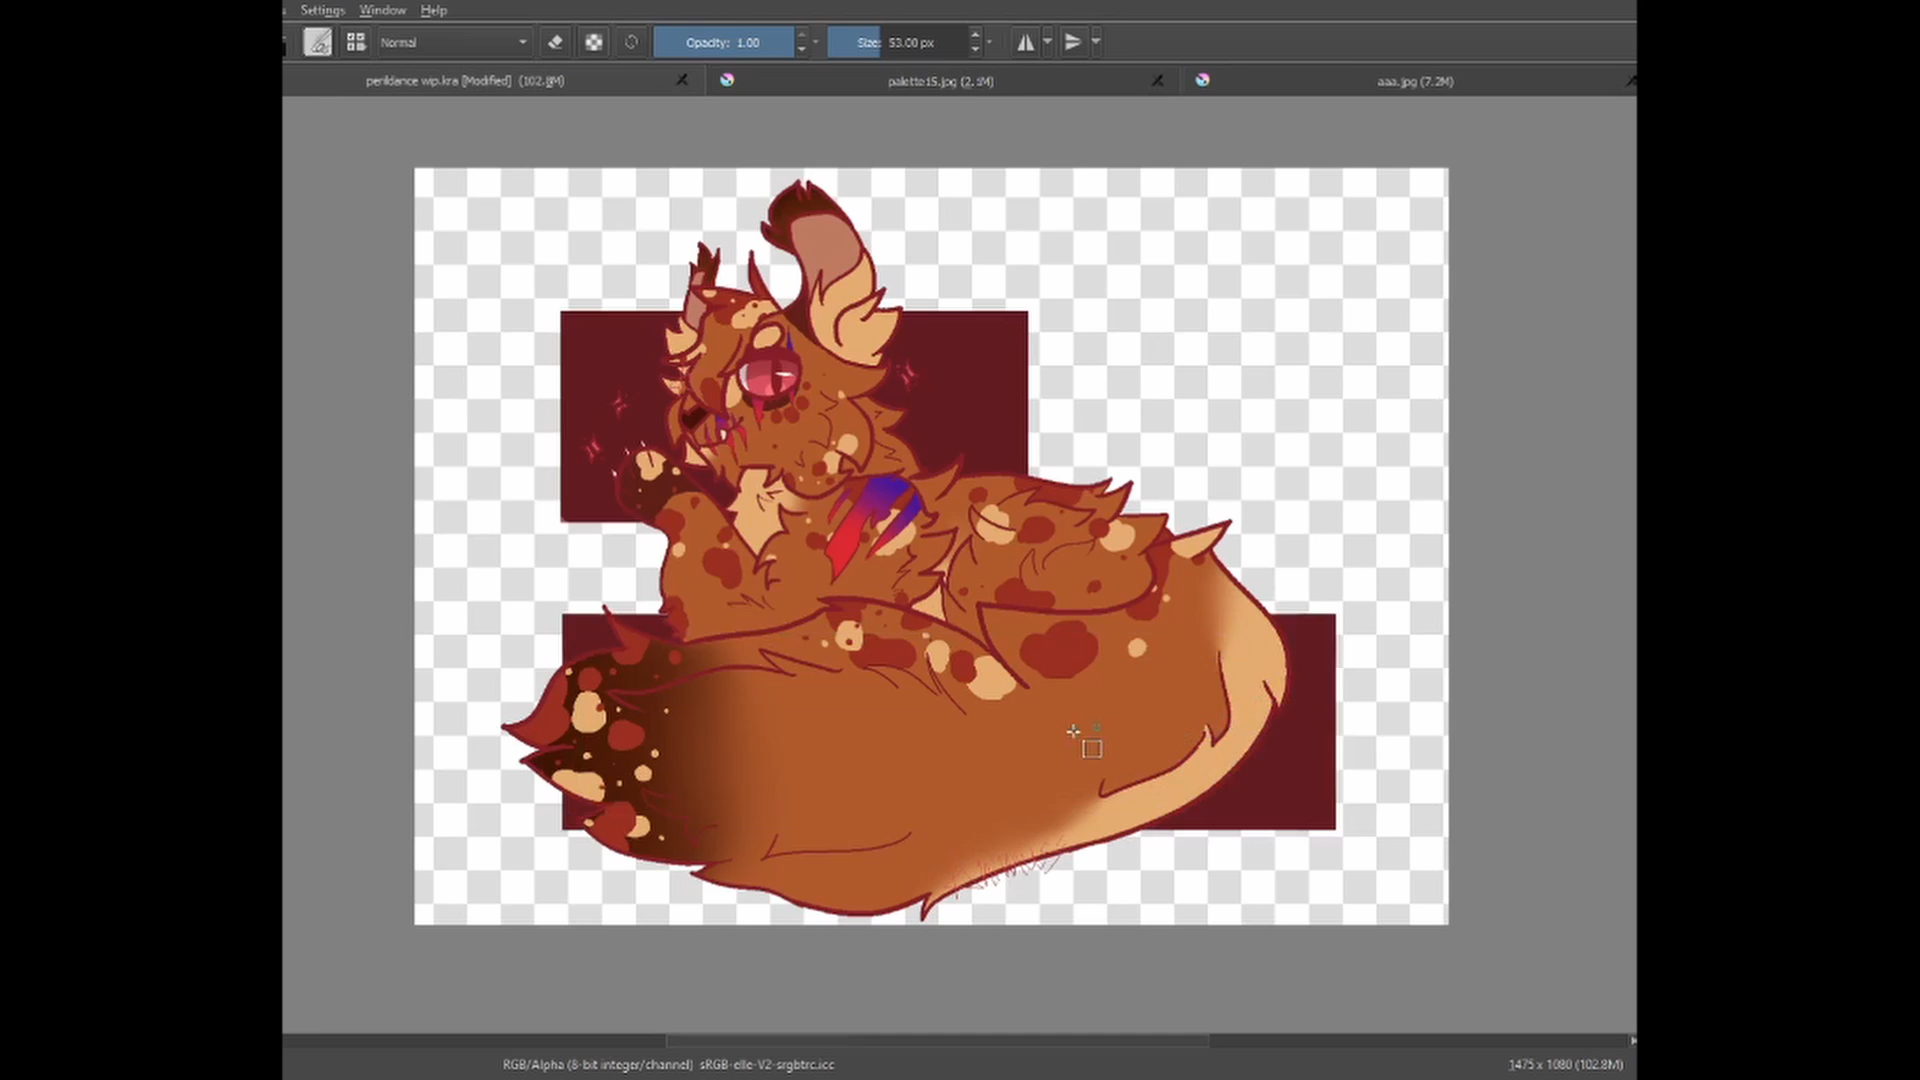 Settings Window Help
Normal Opacity: 1.00 Size: 53.00 px
perildance wip.kra [Modified] (102.8M) palette15.jpg (2.1M) aaa.jpg (7.2M)
RGB/Alpha (8-bit integer/channel) sRGB-elle-V2-srgbtrc.icc 1475 x 1080 (102.8M)